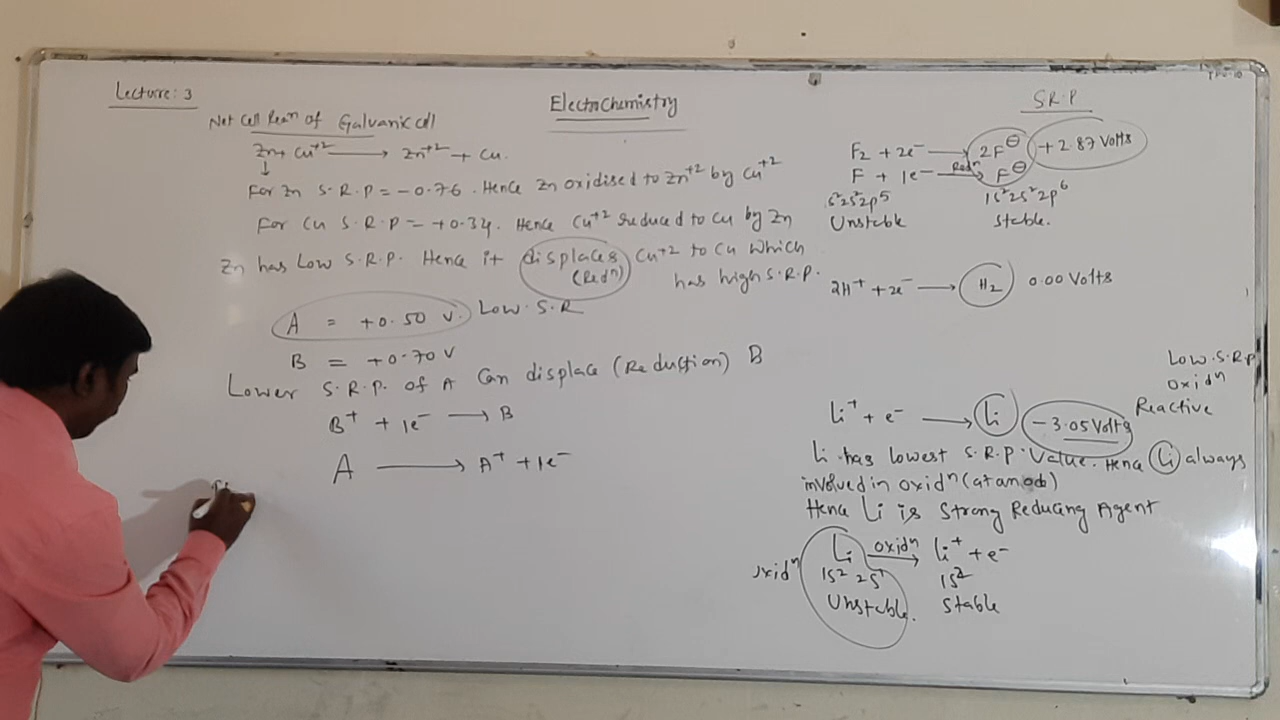 Lecture: 3
Electrochemistry
Net Cell Reaⁿ of Galvanic cell
Zn + Cu⁺² ⟶ Zn⁺² + Cu.
↓
For Zn S.R.P = -0.76. Hence Zn oxidised to Zn⁺² by Cu⁺²
For Cu S.R.P = +0.34. Hence Cu⁺² reduced to Cu by Zn
Zn has Low S.R.P. Hence it displaces Cu⁺² to Cu which
(Redⁿ) has high S.R.P.
A = +0.50 V. Low. S.R
B = +0.70 V
Lower S.R.P. of A Can displace (Reduction) B
B⁺ + 1e⁻ ⟶ B
A ⟶ A⁺ + 1e⁻
S.R.P
F₂ + 2e⁻ ⟶ 2F⊖ +2.87 Volts
F + 1e⁻ Redⁿ⟶ F⊖
1s²2s²2p⁵ 1s²2s²2p⁶
Unstable Stable.
2H⁺ + 2e⁻ ⟶ H₂ 0.00 Volts
Low.S.R.P
oxidⁿ
Reactive
Li⁺ + e⁻ ⟶ Li -3.05 Volts
Li has lowest S.R.P. Value. Hence Li always
involved in oxidⁿ (at anode)
Hence Li is Strong Reducing Agent
oxidⁿ Li oxidⁿ⟶ Li⁺ + e⁻
1s² 2s¹ 1s²
Unstable. Stable